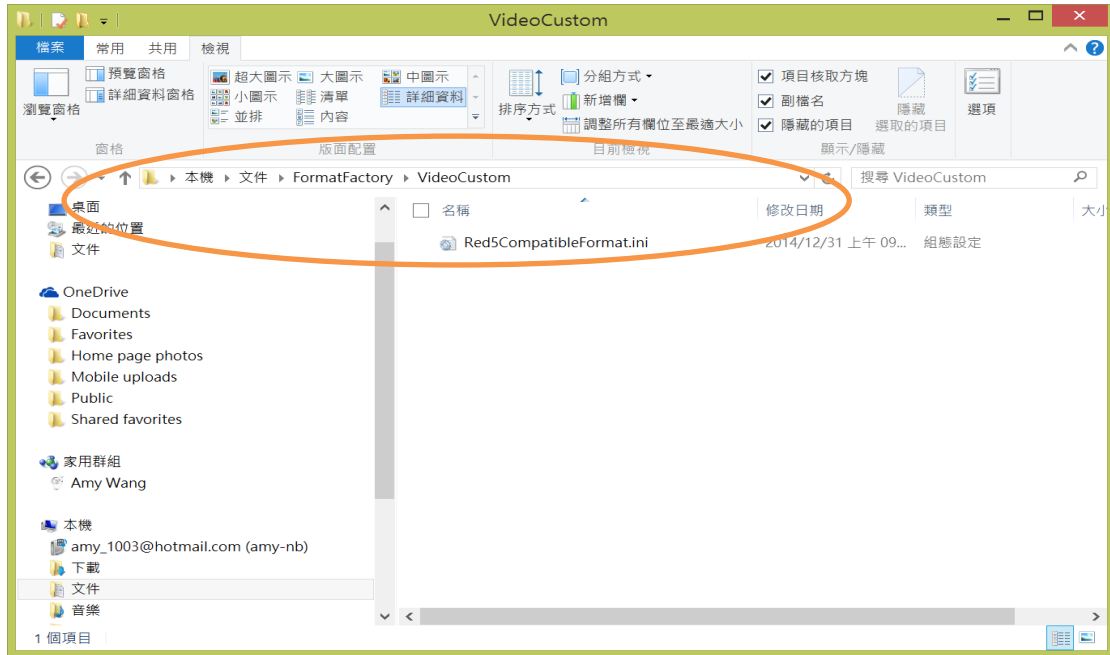 VideoCustom
檔案 常用 共用 檢視
預覽窗格
詳細資料窗格
瀏覽窗格
窗格
超大圖示 大圖示 中圖示
小圖示 清單 詳細資料
並排 內容
版面配置
排序方式
分組方式
新增欄
調整所有欄位至最適大小
目前檢視
項目核取方塊
副檔名
隱藏的項目
隱藏
選取的項目
顯示/隱藏
選項
本機 文件 FormatFactory VideoCustom
搜尋 VideoCustom
桌面
最近的位置
文件
OneDrive
Documents
Favorites
Home page photos
Mobile uploads
Public
Shared favorites
家用群組
Amy Wang
本機
amy_1003@hotmail.com (amy-nb)
下載
文件
音樂
名稱 修改日期 類型 大小
Red5CompatibleFormat.ini 2014/12/31 上午 09... 組態設定
1 個項目